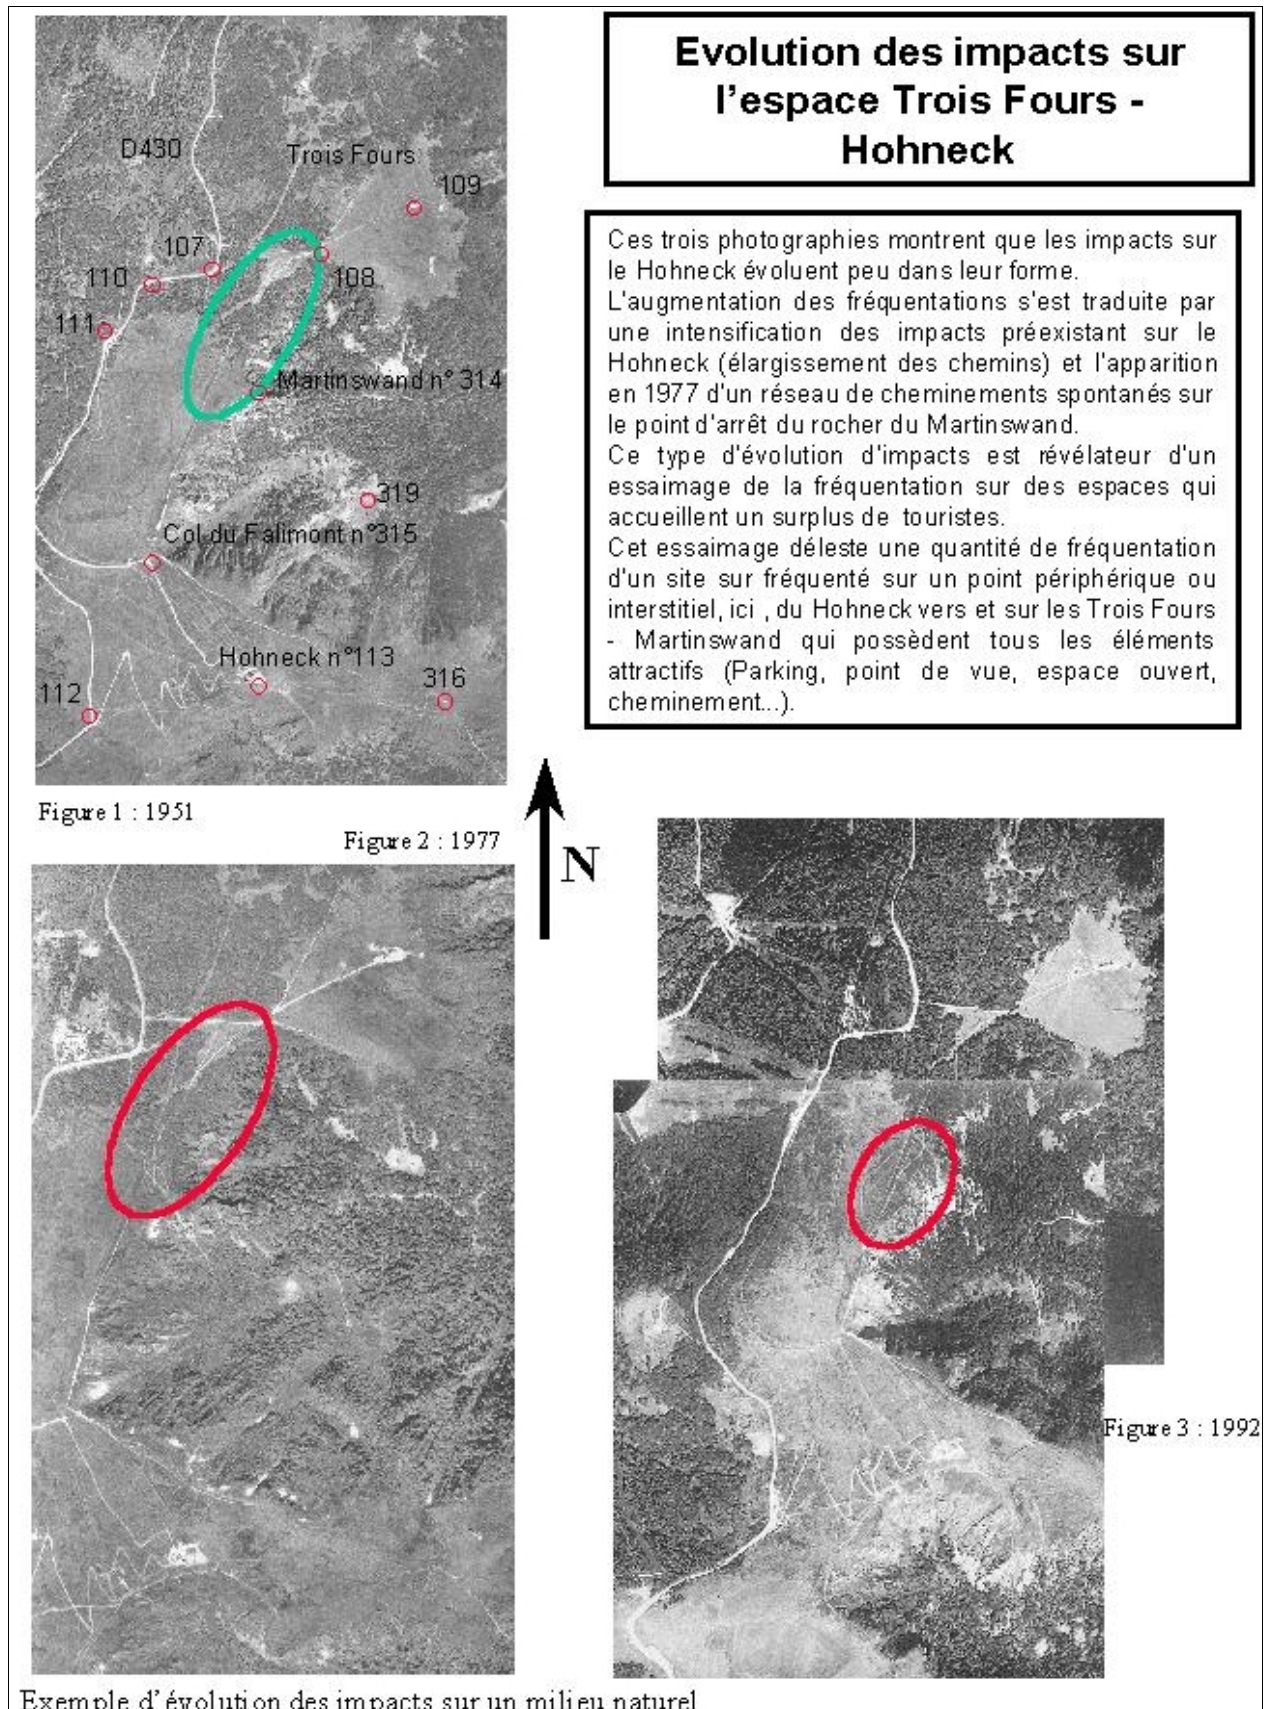 Evolution des impacts sur
l'espace Trois Fours -
Hohneck
D430
Trois Fours
109
107
110
108
111
Martinswand n° 314
319
Col du Falimont n°315
Hohneck n°113
112
316
Figure 1 : 1951
Ces trois photographies montrent que les impacts sur
le Hohneck évoluent peu dans leur forme.
L'augmentation des fréquentations s'est traduite par
une intensification des impacts préexistant sur le
Hohneck (élargissement des chemins) et l'apparition
en 1977 d'un réseau de cheminements spontanés sur
le point d'arrêt du rocher du Martinswand.
Ce type d'évolution d'impacts est révélateur d'un
essaimage de la fréquentation sur des espaces qui
accueillent un surplus de touristes.
Cet essaimage déleste une quantité de fréquentation
d'un site sur fréquenté sur un point périphérique ou
interstitiel, ici , du Hohneck vers et sur les Trois Fours
- Martinswand qui possèdent tous les éléments
attractifs (Parking, point de vue, espace ouvert,
cheminement...).
Figure 2 : 1977
N
Figure 3 : 1992
Exemple d'évolution des impacts sur un milieu naturel